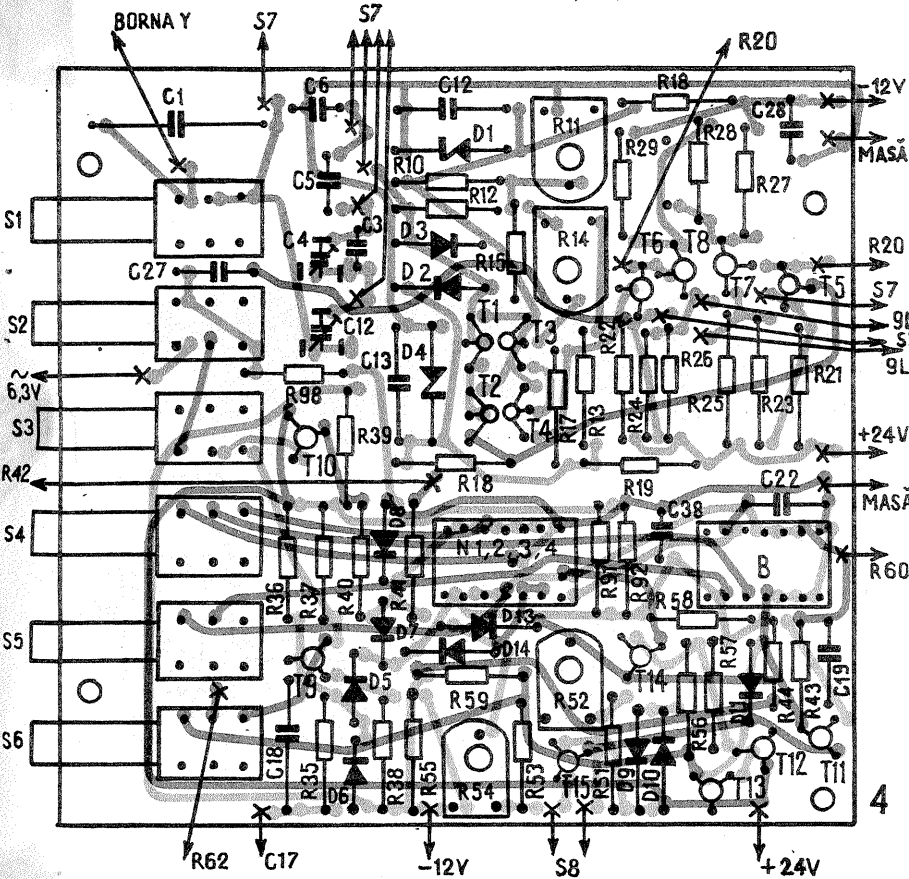 BORNA Y
S7
S7
R20
C1
C6
C12
R18
-12V
D1
R11
C28
R28
MASĂ
R10
R29
C5
R12
R27
S1
C4
C3
D3
R14
T6
T8
R15
R20
C27
D2
T7
T5
S7
S2
C12
T1
T3
R22
9L
S
9L
C13
D4
R26
~
6,3V
R98
T2
R21
R24
R25
R23
S3
R39
T4
R17
R13
T10
+24V
R42
R18
R19
C22
MASĂ
S4
D8
N1,2,3,4
C38
B
R60
R36
R37
R40
R41
R91
R92
R58
S5
D7
D13
D14
R57
T9
D5
T14
C19
R59
R52
R44
R43
R56
D11
S6
C18
R35
R38
R55
R53
R51
D9
D10
T12
T11
D6
R54
T15
T13
4
R62
C17
-12V
S8
+24V